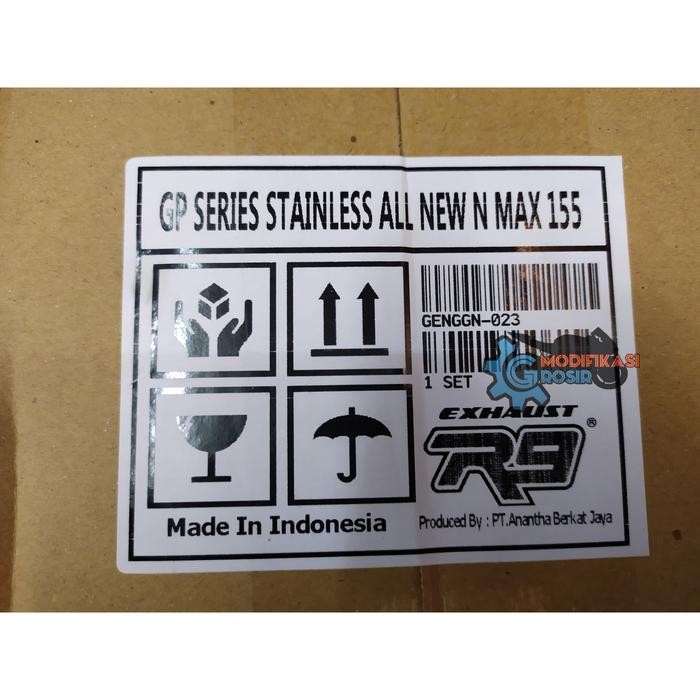 GP SERIES STAINLESS ALL NEW N MAX 155
GENGGN-023
1 SET
MODIFIKASI
GROSIR
EXHAUST
R9®
Made In Indonesia
Produced By : PT.Anantha Berkat Jaya